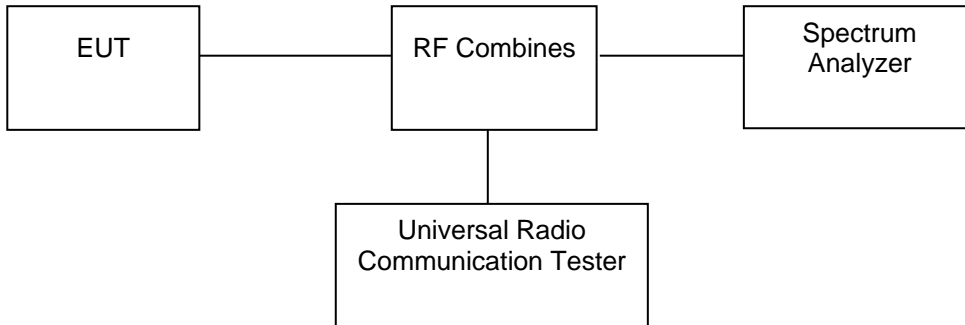 EUT
RF Combines
Spectrum
Analyzer
Universal Radio
Communication Tester